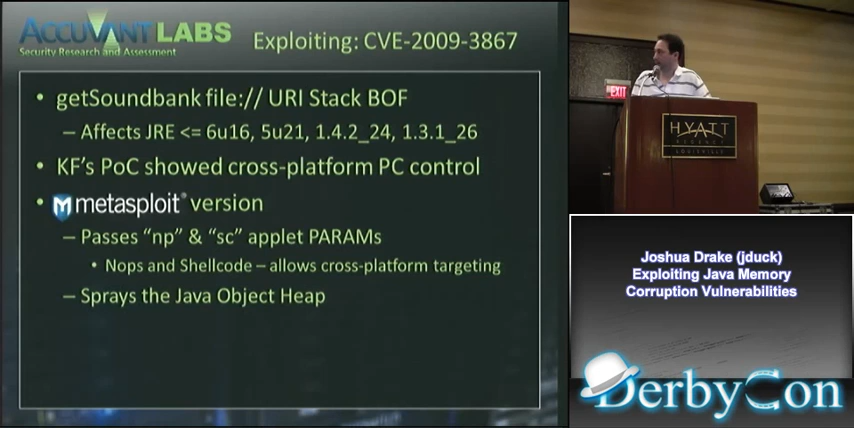 ACCUVANT LABS
Security Research and Assessment
Exploiting: CVE-2009-3867
• getSoundbank file:// URI Stack BOF
– Affects JRE <= 6u16, 5u21, 1.4.2_24, 1.3.1_26
• KF's PoC showed cross-platform PC control
• metasploit® version
– Passes “np” & “sc” applet PARAMs
• Nops and Shellcode – allows cross-platform targeting
– Sprays the Java Object Heap
EXIT
HYATT
REGENCY
LOUISVILLE
Joshua Drake (jduck)
Exploiting Java Memory
Corruption Vulnerabilities
DerbyCon